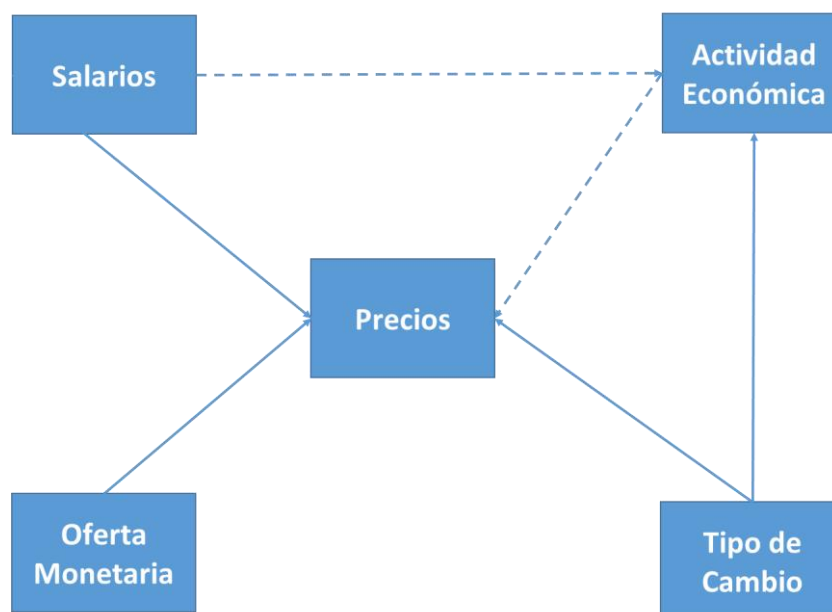 Salarios
Actividad
Económica
Precios
Oferta
Monetaria
Tipo de
Cambio